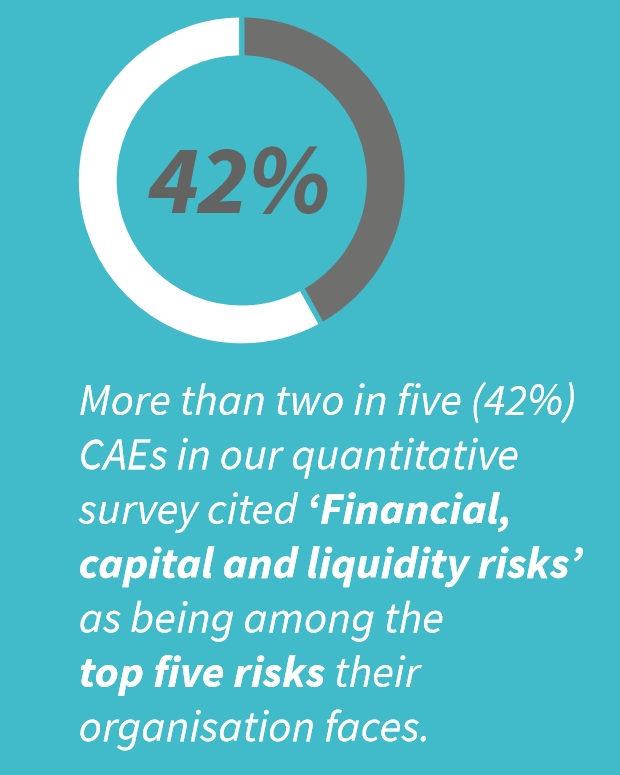 42%
More than two in five (42%)
CAEs in our quantitative
survey cited ‘Financial,
capital and liquidity risks’
as being among the
top five risks their
organisation faces.